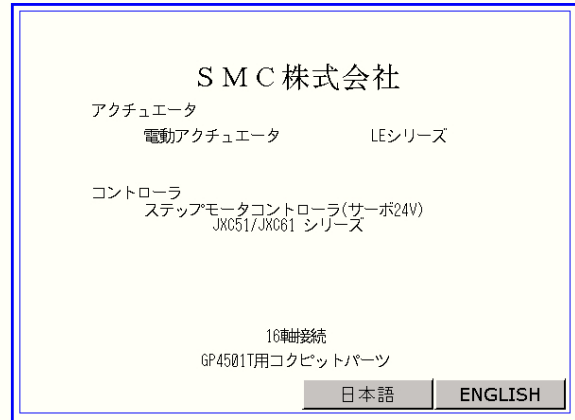 ＳＭＣ株式会社
アクチュエータ
電動アクチュエータ LEシリーズ
コントローラ
ステップモータコントローラ(サーボ24V)
JXC51/JXC61 シリーズ
16軸接続
GP4501T用コクピットパーツ
日本語 ENGLISH